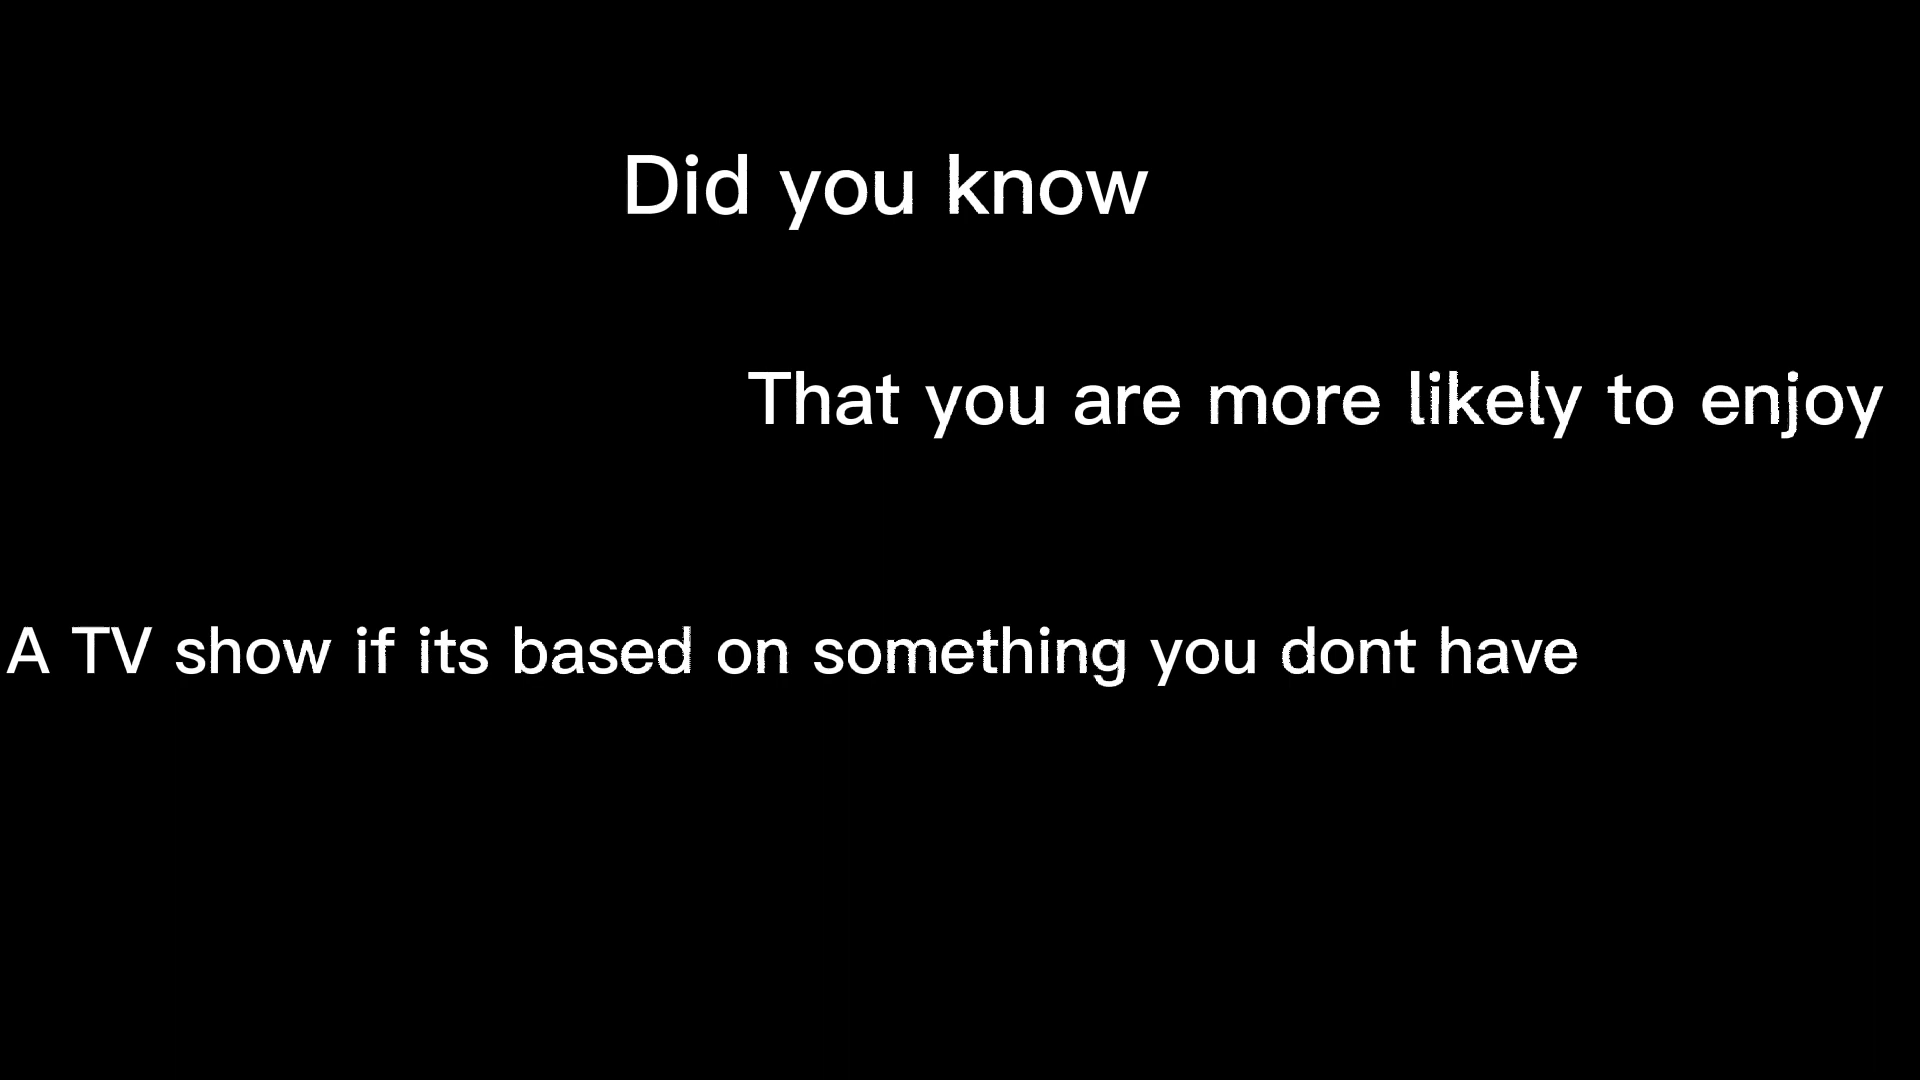 Did you know
That you are more likely to enjoy
A TV show if its based on something you dont have